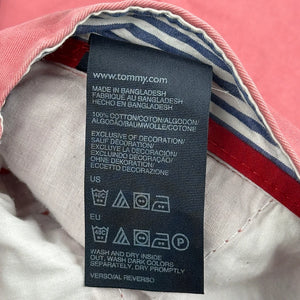 www.tommy.com
MADE IN BANGLADESH
FABRIQUÉ AU BANGLADESH
HECHO EN BANGLADESH
100% COTTON/COTON/ALGODON/
ALGODÃO/BAUMWOLLE/COTONE
EXCLUSIVE OF DECORATION/
SAUF DÉCORATION/
EXCLUYE LA DECORACIÓN/
EXCLUI DECORAÇÃO/
OHNE DEKORATION/
ECCETTO DECORAZIONE
US
EU
P
WASH AND DRY INSIDE
OUT. WASH DARK COLORS
SEPARATELY, DRY PROMPTLY
VERSO/AL REVERSO